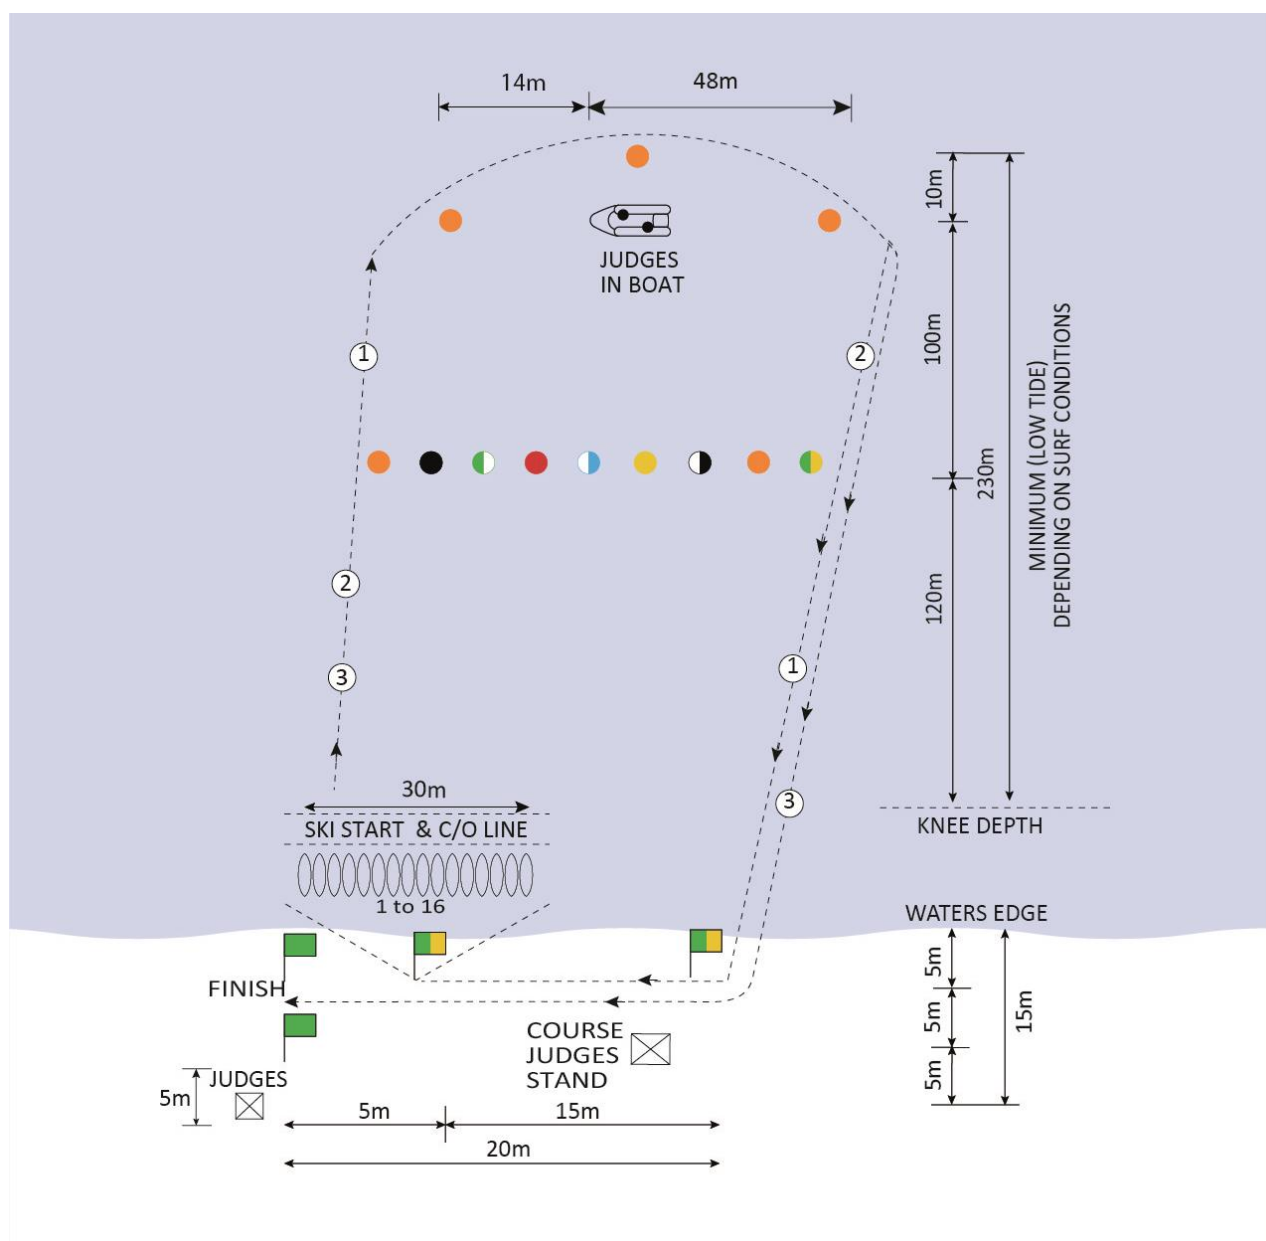 14m
48m
10m
JUDGES
IN BOAT
100m
1
2
MINIMUM (LOW TIDE)
DEPENDING ON SURF CONDITIONS
230m
2
120m
1
3
30m
3
SKI START & C/O LINE
KNEE DEPTH
1 to 16
WATERS EDGE
5m
FINISH
5m
15m
COURSE
JUDGES
STAND
5m
JUDGES
5m
5m
15m
20m